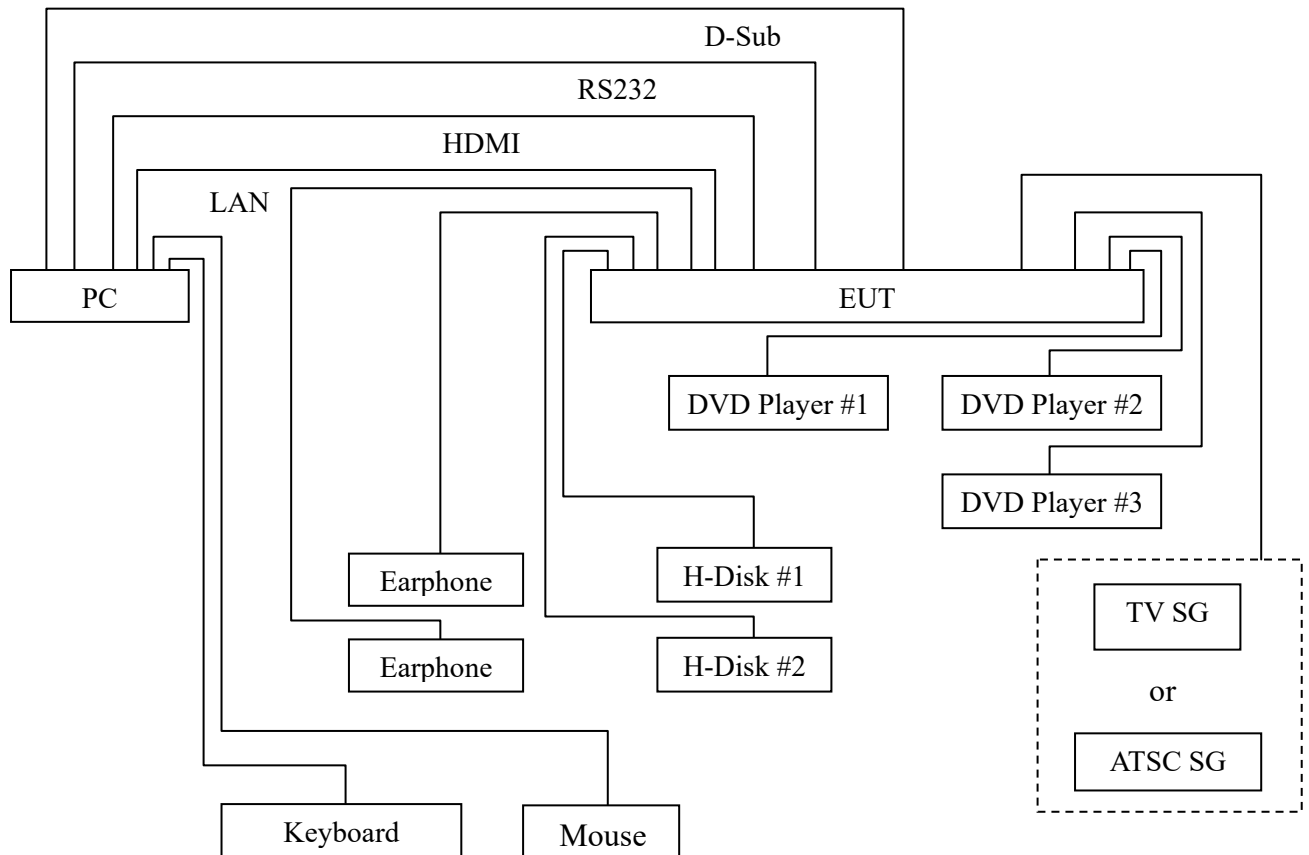 D-Sub
RS232
HDMI
LAN
PC
EUT
DVD Player #1
DVD Player #2
DVD Player #3
H-Disk #1
Earphone
TV SG
Earphone
H-Disk #2
or
ATSC SG
Keyboard
Mouse